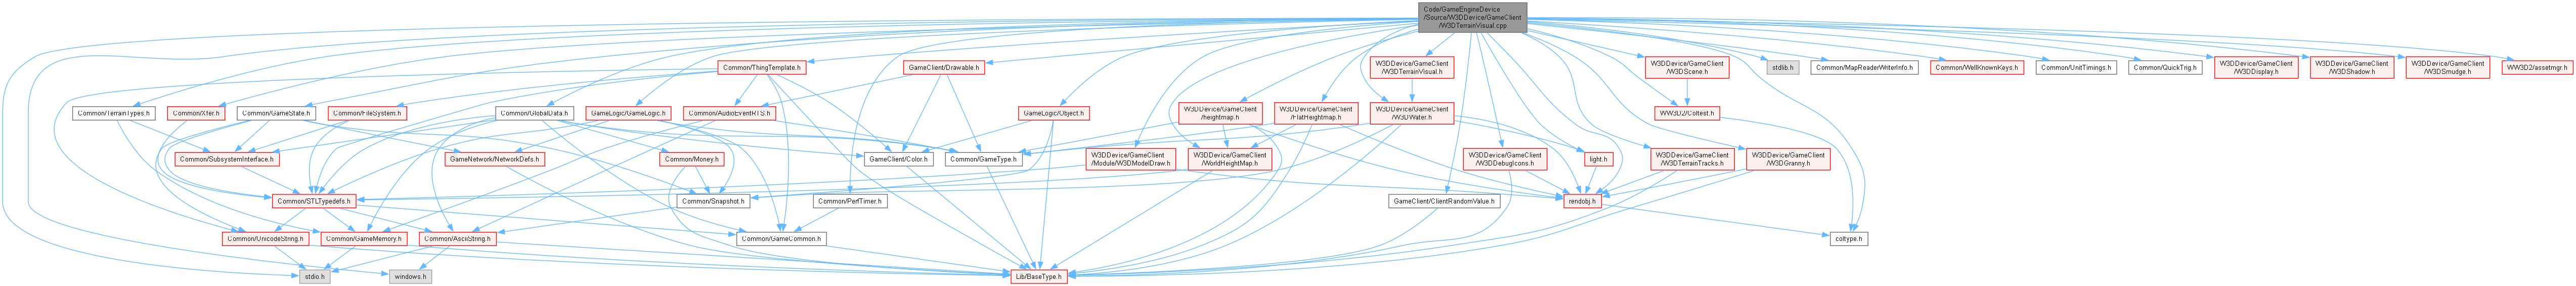 Code/GameEngineDevice
/Source/W3DDevice/GameClient
/W3DTerrainVisual.cpp
Common/ThingTemplate.h
GameClient/Drawable.h
W3DDevice/GameClient
/W3DTerrainVisual.h
W3DDevice/GameClient
/W3DScene.h
stdlib.h
Common/MapReaderWriterInfo.h
Common/WellKnownKeys.h
Common/UnitTimings.h
Common/QuickTrig.h
W3DDevice/GameClient
/W3DDisplay.h
W3DDevice/GameClient
/W3DShadow.h
W3DDevice/GameClient
/W3DSmudge.h
WW3D2/assetmgr.h
Common/TerrainTypes.h
Common/Xfer.h
Common/GameState.h
Common/FileSystem.h
Common/GlobalData.h
GameLogic/GameLogic.h
Common/AudioEventRTS.h
GameLogic/Object.h
W3DDevice/GameClient
/heightmap.h
W3DDevice/GameClient
/FlatHeightmap.h
W3DDevice/GameClient
/W3DWater.h
WW3D2/Coltest.h
Common/SubsystemInterface.h
GameNetwork/NetworkDefs.h
Common/Money.h
GameClient/Color.h
Common/GameType.h
W3DDevice/GameClient
/Module/W3DModelDraw.h
W3DDevice/GameClient
/WorldHeightMap.h
W3DDevice/GameClient
/W3DDebugIcons.h
light.h
W3DDevice/GameClient
/W3DTerrainTracks.h
W3DDevice/GameClient
/W3DGranny.h
Common/STLTypedefs.h
Common/Snapshot.h
Common/PerfTimer.h
GameClient/ClientRandomValue.h
rendobj.h
Common/UnicodeString.h
Common/GameMemory.h
Common/AsciiString.h
Common/GameCommon.h
coltype.h
stdio.h
windows.h
Lib/BaseType.h